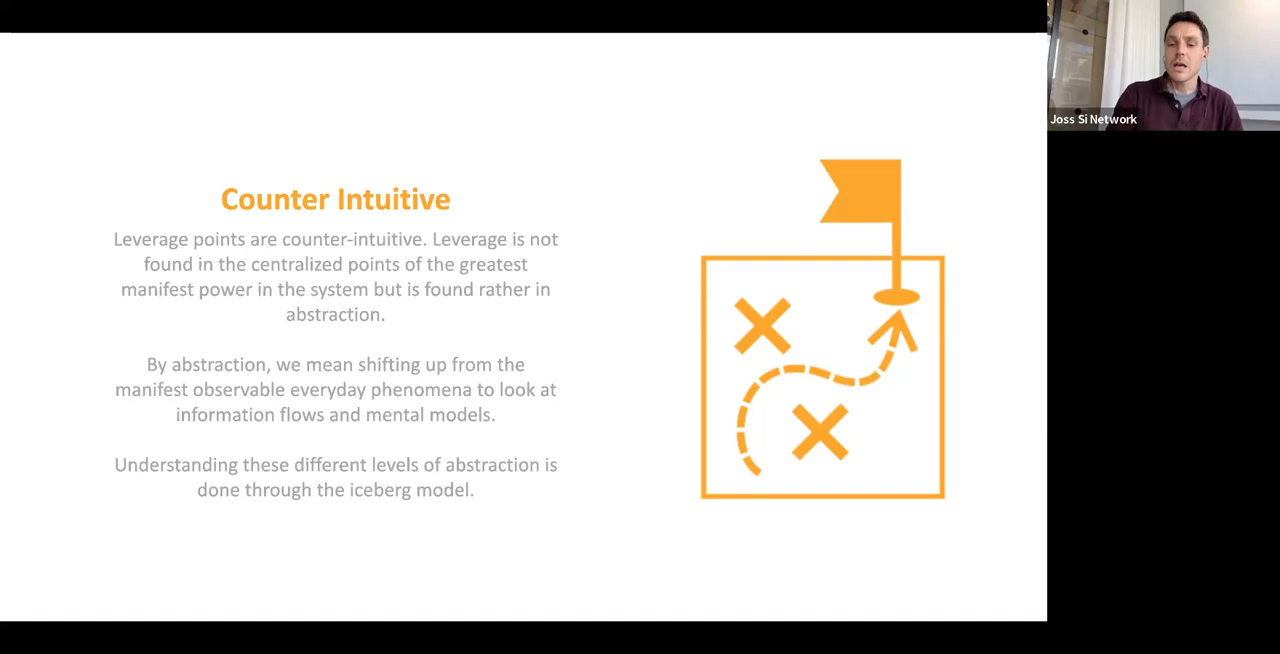 Counter Intuitive
Leverage points are counter-intuitive. Leverage is not
found in the centralized points of the greatest
manifest power in the system but is found rather in
abstraction.
By abstraction, we mean shifting up from the
manifest observable everyday phenomena to look at
information flows and mental models.
Understanding these different levels of abstraction is
done through the iceberg model.
Joss Si Network